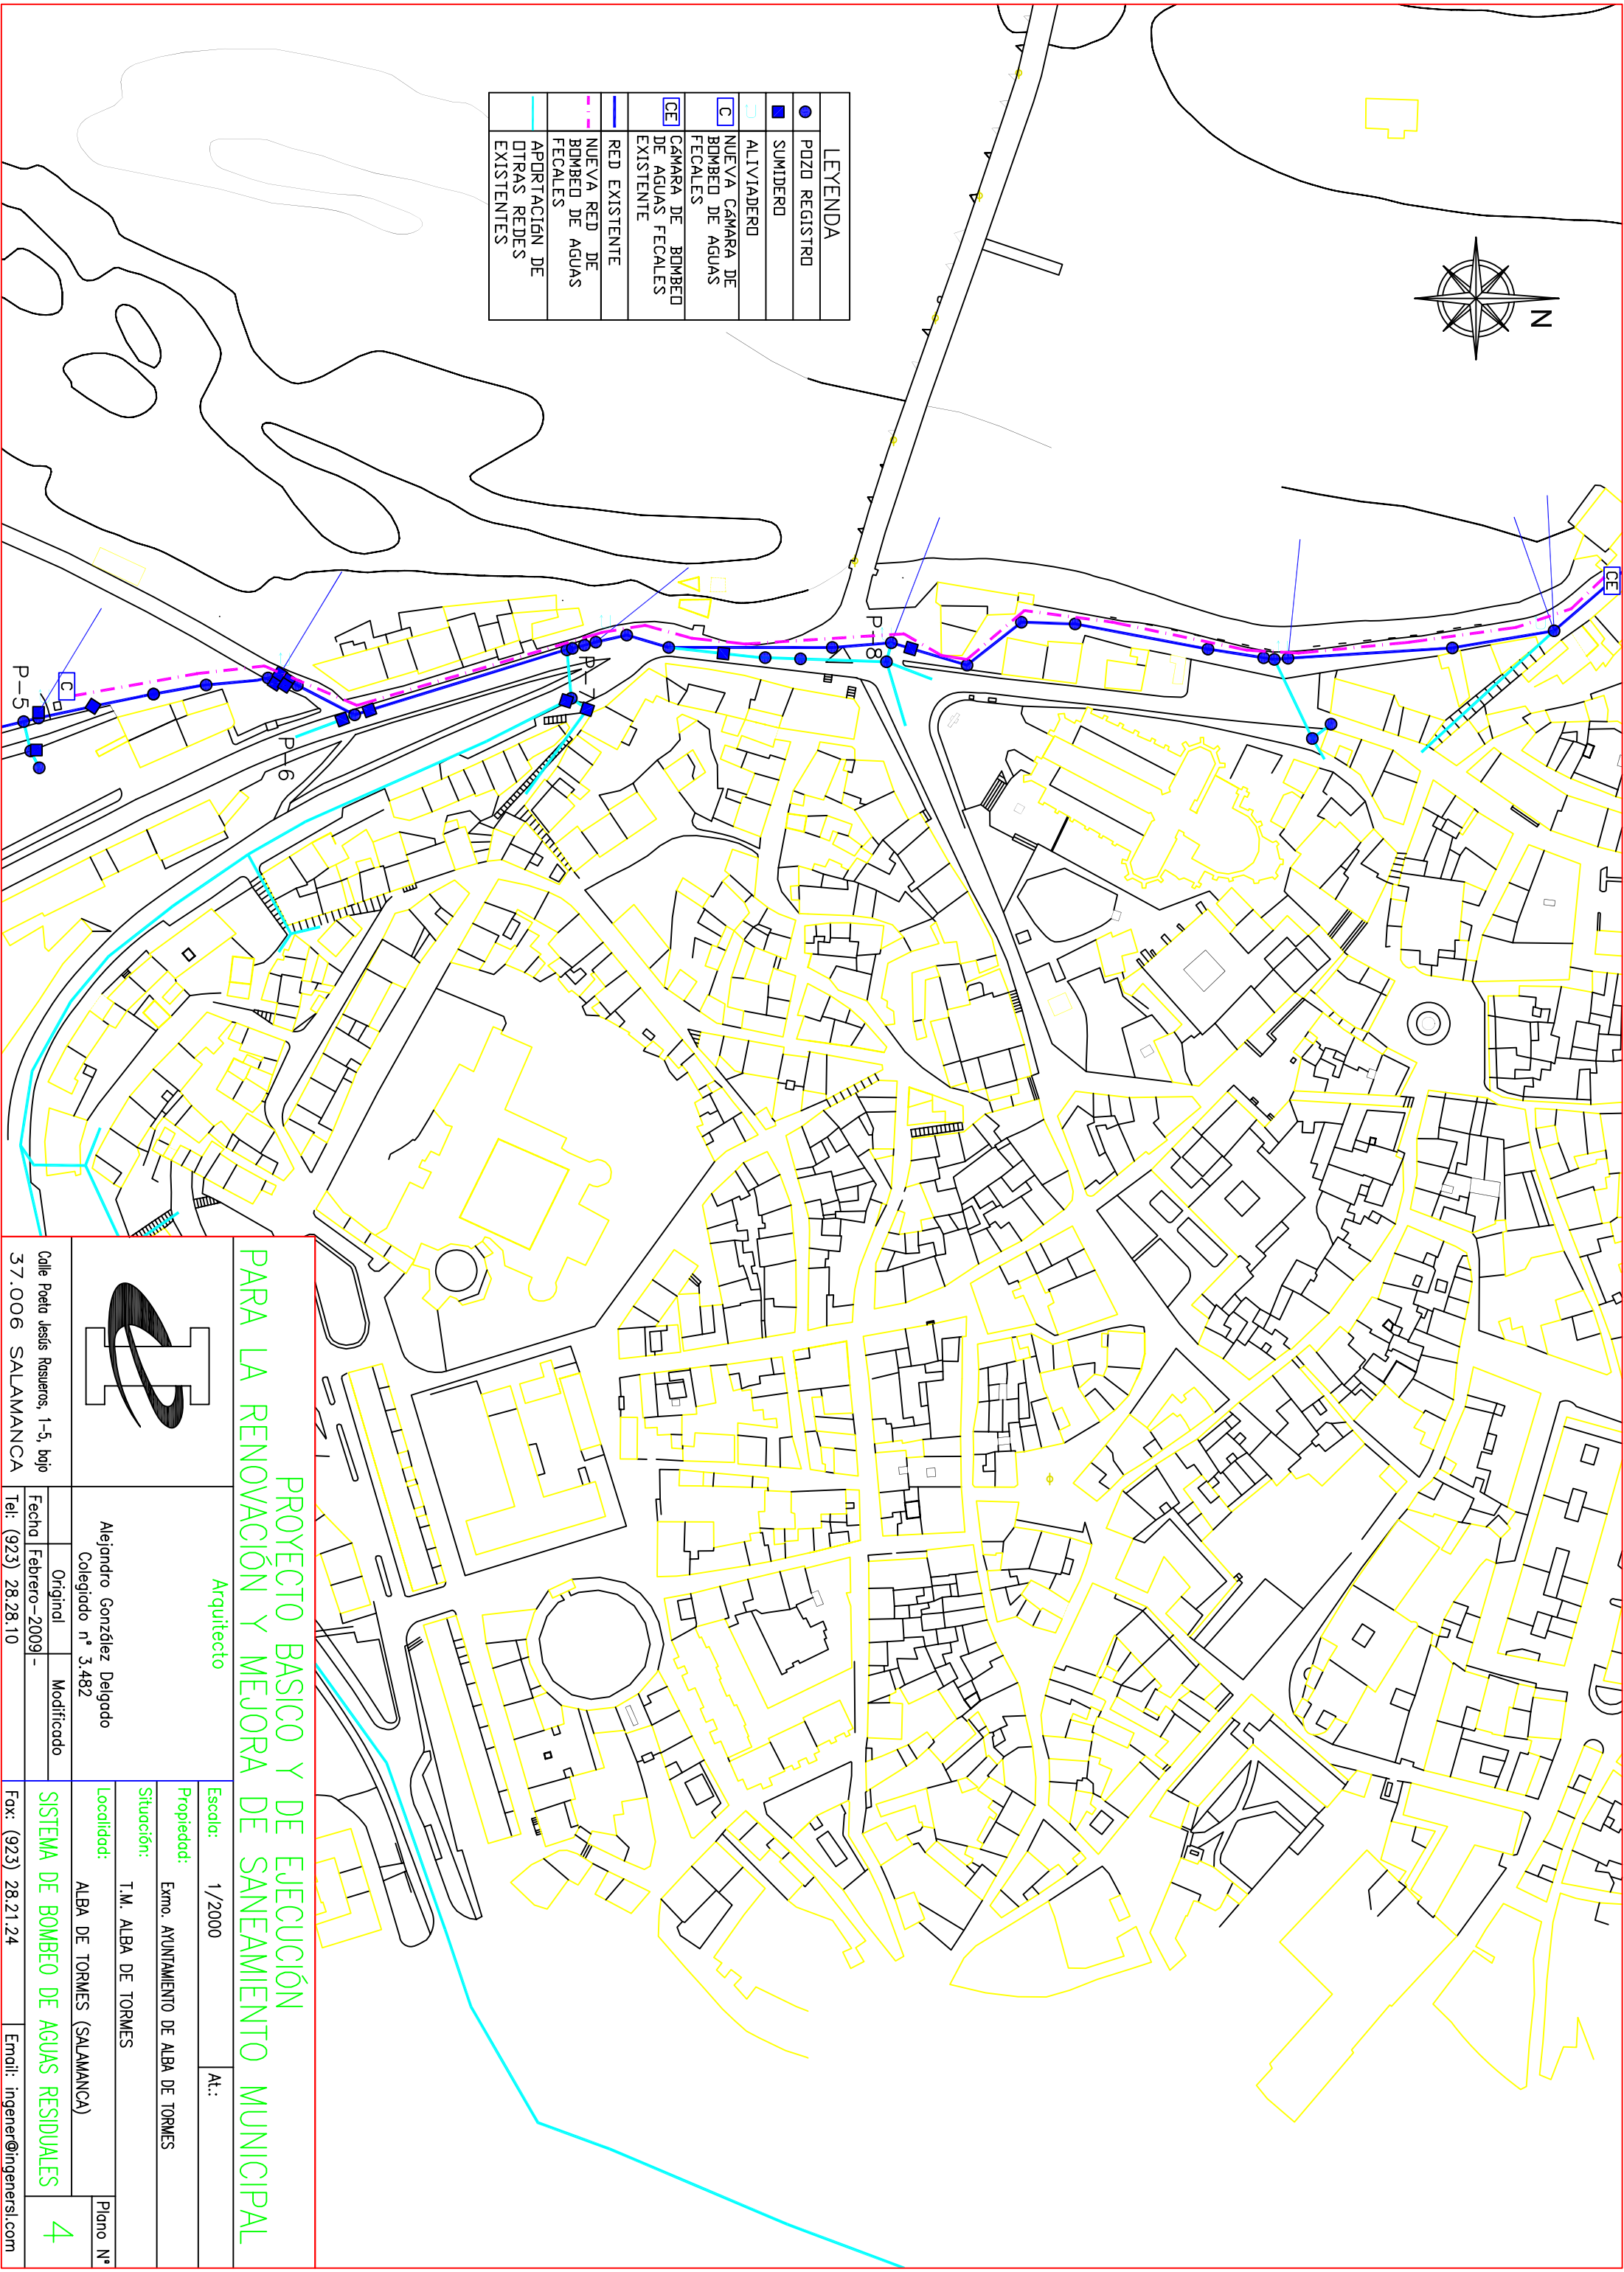 N
LEYENDA
POZO REGISTRO
SUMIDERO
ALIVIADERO
C
NUEVA CáMARA DE
BOMBEO DE AGUAS
FECALES
CE
CáMARA DE BOMBEO
DE AGUAS FECALES
EXISTENTE
RED EXISTENTE
NUEVA RED DE
BOMBEO DE AGUAS
FECALES
APORTACIÓN DE
OTRAS REDES
EXISTENTES
CE
P-8
P-7
P-6
C
P-5
PROYECTO BASICO Y DE EJECUCIÓN
PARA LA RENOVACIÓN Y MEJORA DE SANEAMIENTO MUNICIPAL
Arquitecto
Alejandro González Delgado
Colegiado nº 3.482
Original
Modificado
Fecha
Febrero-2009
-
Calle Poeta Jesús Rasueros, 1-5, bajo
37.006 SALAMANCA
Tel: (923) 28.28.10
Escala:
1/2000
At.:
Propiedad:
Exmo. AYUNTAMIENTO DE ALBA DE TORMES
Situación:
T.M. ALBA DE TORMES
Localidad:
ALBA DE TORMES (SALAMANCA)
Plano Nº
SISTEMA DE BOMBEO DE AGUAS RESIDUALES
4
Fax: (923) 28.21.24
Email: ingener@ingenersl.com